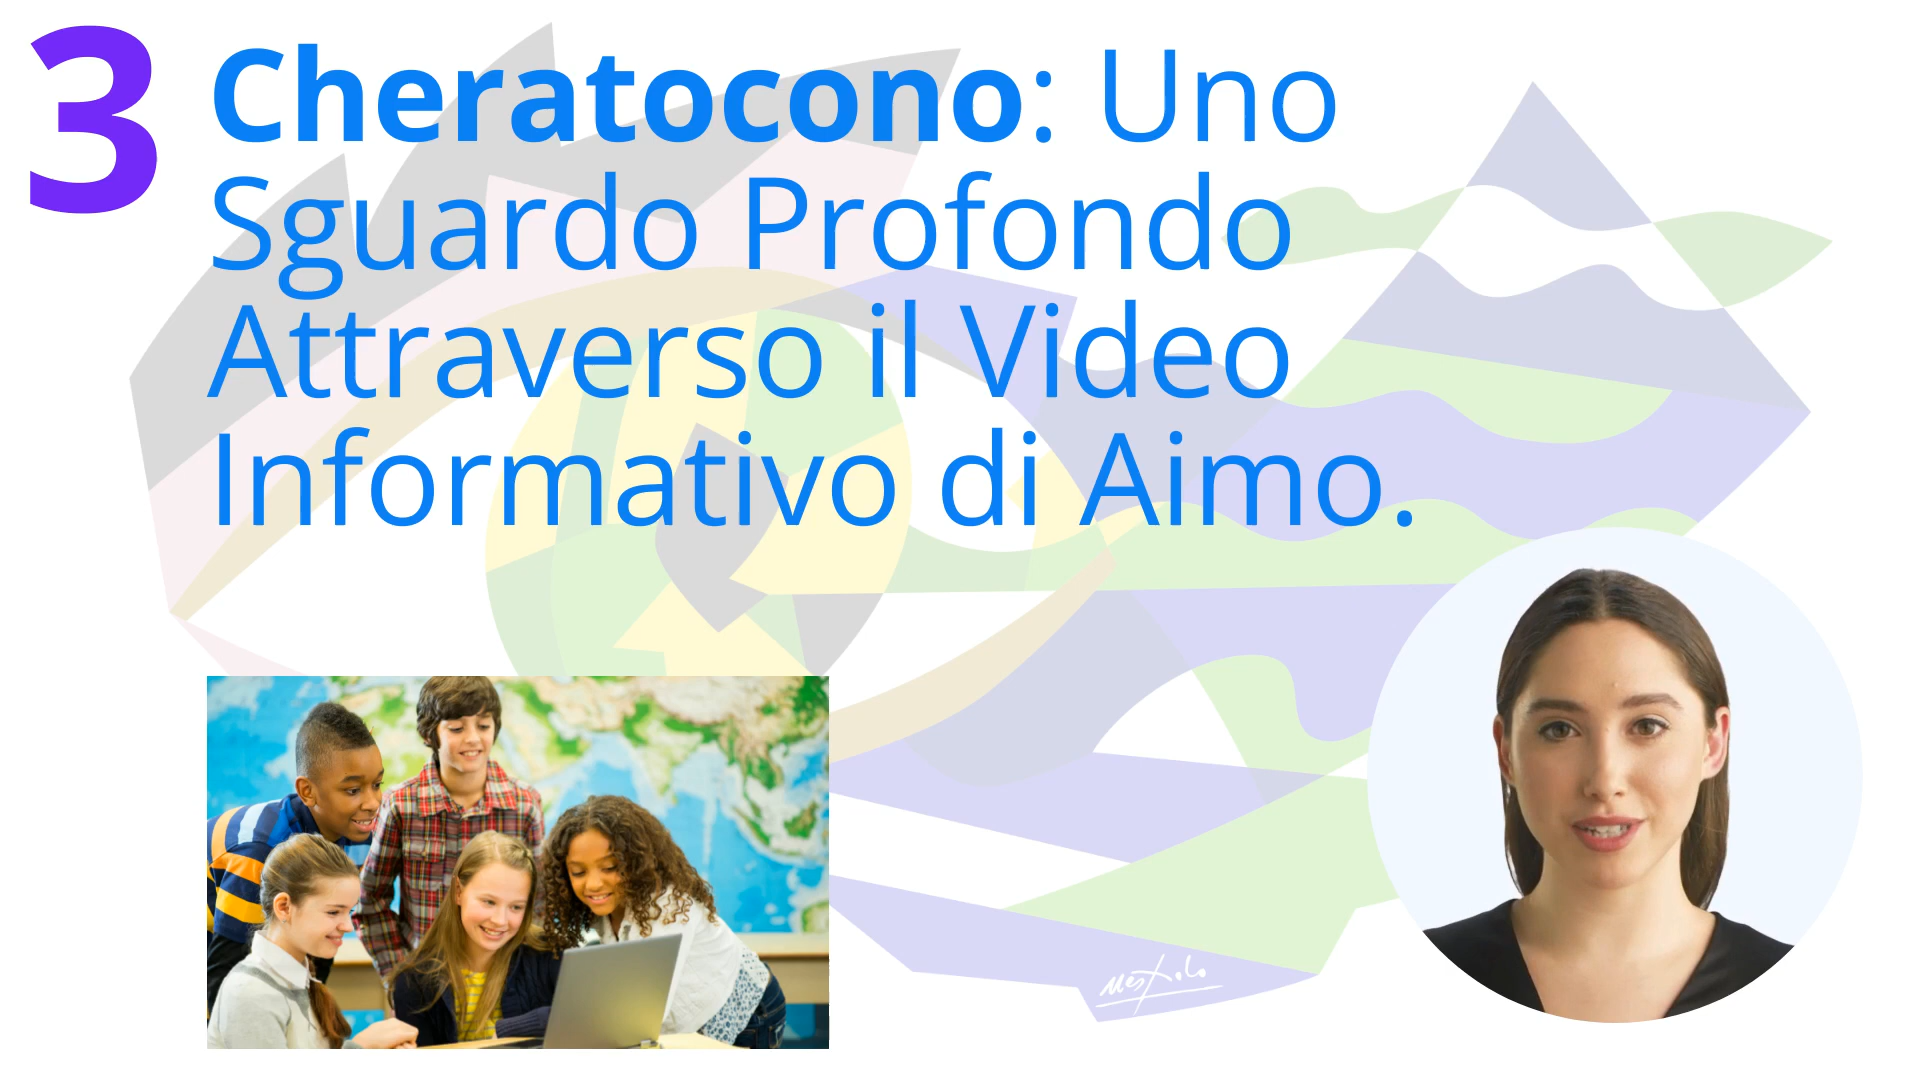 3
Cheratocono: Uno
Sguardo Profondo
Attraverso il Video
Informativo di Aimo.